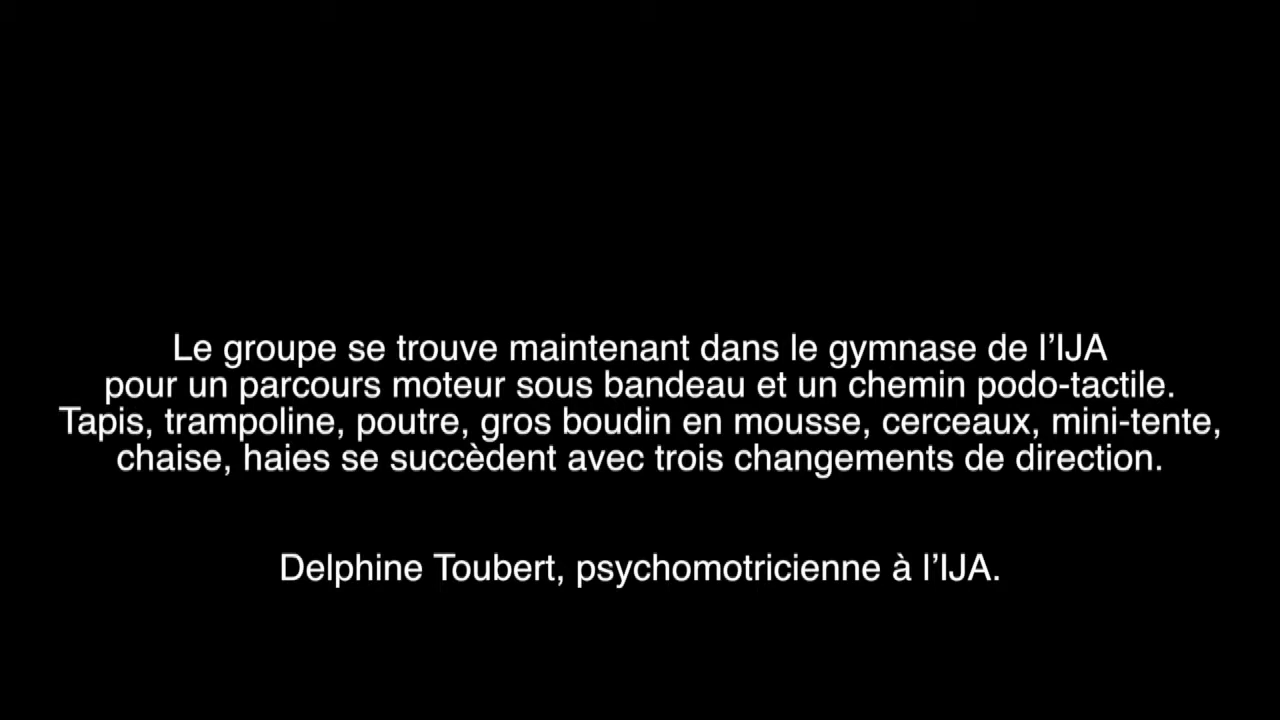 Le groupe se trouve maintenant dans le gymnase de l’IJA
pour un parcours moteur sous bandeau et un chemin podo-tactile.
Tapis, trampoline, poutre, gros boudin en mousse, cerceaux, mini-tente,
chaise, haies se succèdent avec trois changements de direction.
Delphine Toubert, psychomotricienne à l’IJA.